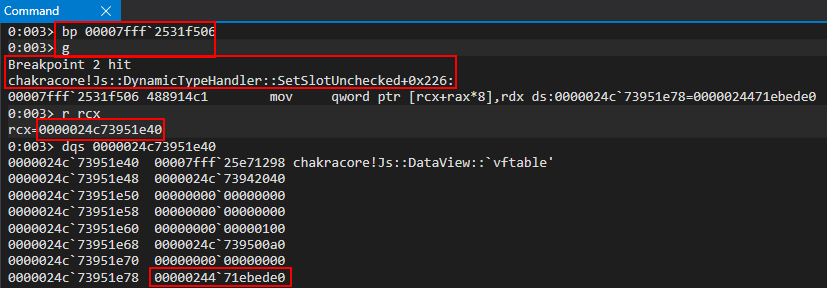 Command X
0:003> bp 00007fff`2531f506
0:003> g
Breakpoint 2 hit
chakracore!Js::DynamicTypeHandler::SetSlotUnchecked+0x226:
00007fff`2531f506 488914c1        mov     qword ptr [rcx+rax*8],rdx ds:0000024c`73951e78=0000024471ebede0
0:003> r rcx
rcx=0000024c73951e40
0:003> dqs 0000024c73951e40
0000024c`73951e40  00007fff`25e71298 chakracore!Js::DataView::`vftable'
0000024c`73951e48  0000024c`73942040
0000024c`73951e50  00000000`00000000
0000024c`73951e58  00000000`00000000
0000024c`73951e60  00000000`00000100
0000024c`73951e68  0000024c`739500a0
0000024c`73951e70  00000000`00000000
0000024c`73951e78  00000244`71ebede0